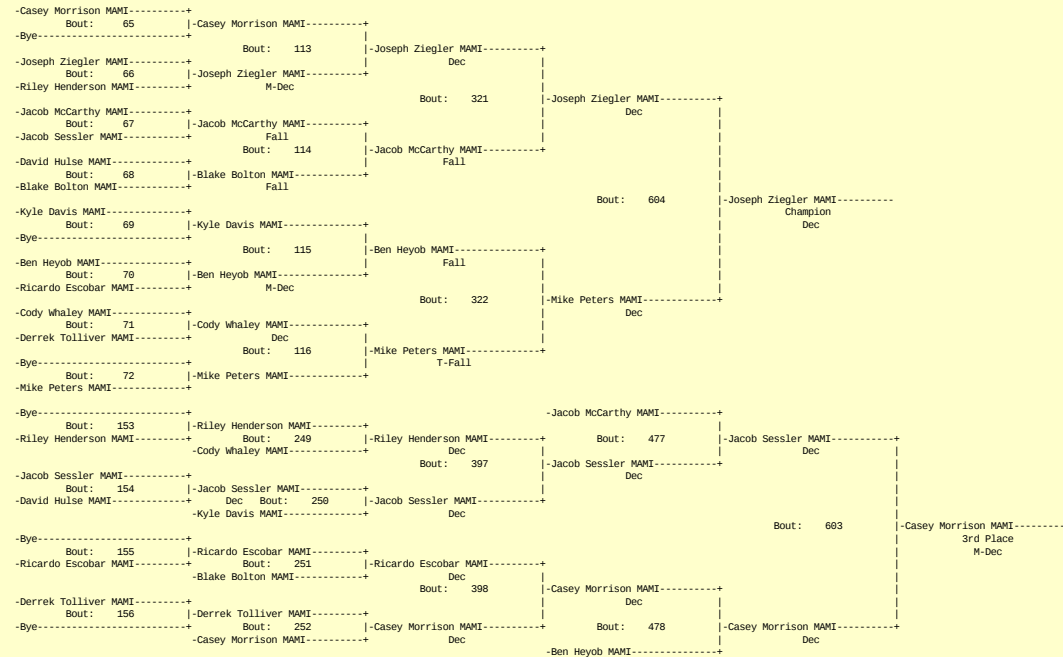 -Casey Morrison MAMI---------+
Bout: 65 |-Casey Morrison MAMI---------+
-Bye-------------------------+ |
Bout: 113 |-Joseph Ziegler MAMI---------+
-Joseph Ziegler MAMI---------+ | Dec |
Bout: 66 |-Joseph Ziegler MAMI---------+ |
-Riley Henderson MAMI--------+ M-Dec |
Bout: 321 |-Joseph Ziegler MAMI---------+
-Jacob McCarthy MAMI---------+ | Dec |
Bout: 67 |-Jacob McCarthy MAMI---------+ | |
-Jacob Sessler MAMI----------+ Fall | | |
Bout: 114 |-Jacob McCarthy MAMI---------+ |
-David Hulse MAMI------------+ | Fall |
Bout: 68 |-Blake Bolton MAMI-----------+ |
-Blake Bolton MAMI-----------+ Fall |
Bout: 604 |-Joseph Ziegler MAMI----------
-Kyle Davis MAMI-------------+ | Champion
Bout: 69 |-Kyle Davis MAMI-------------+ | Dec
-Bye-------------------------+ | |
Bout: 115 |-Ben Heyob MAMI--------------+ |
-Ben Heyob MAMI--------------+ | Fall | |
Bout: 70 |-Ben Heyob MAMI--------------+ | |
-Ricardo Escobar MAMI--------+ M-Dec | |
Bout: 322 |-Mike Peters MAMI------------+
-Cody Whaley MAMI------------+ | Dec
Bout: 71 |-Cody Whaley MAMI------------+ |
-Derrek Tolliver MAMI--------+ Dec | |
Bout: 116 |-Mike Peters MAMI------------+
-Bye-------------------------+ | T-Fall
Bout: 72 |-Mike Peters MAMI------------+
-Mike Peters MAMI------------+
-Bye-------------------------+ -Jacob McCarthy MAMI---------+
Bout: 153 |-Riley Henderson MAMI--------+ |
-Riley Henderson MAMI--------+ Bout: 249 |-Riley Henderson MAMI--------+ Bout: 477 |-Jacob Sessler MAMI----------+
-Cody Whaley MAMI------------+ Dec | | Dec |
Bout: 397 |-Jacob Sessler MAMI----------+ |
-Jacob Sessler MAMI----------+ | Dec |
Bout: 154 |-Jacob Sessler MAMI----------+ | |
-David Hulse MAMI------------+ Dec Bout: 250 |-Jacob Sessler MAMI----------+ |
-Kyle Davis MAMI-------------+ Dec |
Bout: 603 |-Casey Morrison MAMI---------
-Bye-------------------------+ | 3rd Place
Bout: 155 |-Ricardo Escobar MAMI--------+ | M-Dec
-Ricardo Escobar MAMI--------+ Bout: 251 |-Ricardo Escobar MAMI--------+ |
-Blake Bolton MAMI-----------+ Dec | |
Bout: 398 |-Casey Morrison MAMI---------+ |
-Derrek Tolliver MAMI--------+ | Dec | |
Bout: 156 |-Derrek Tolliver MAMI--------+ | | |
-Bye-------------------------+ Bout: 252 |-Casey Morrison MAMI---------+ Bout: 478 |-Casey Morrison MAMI---------+
-Casey Morrison MAMI---------+ Dec | Dec
-Ben Heyob MAMI--------------+